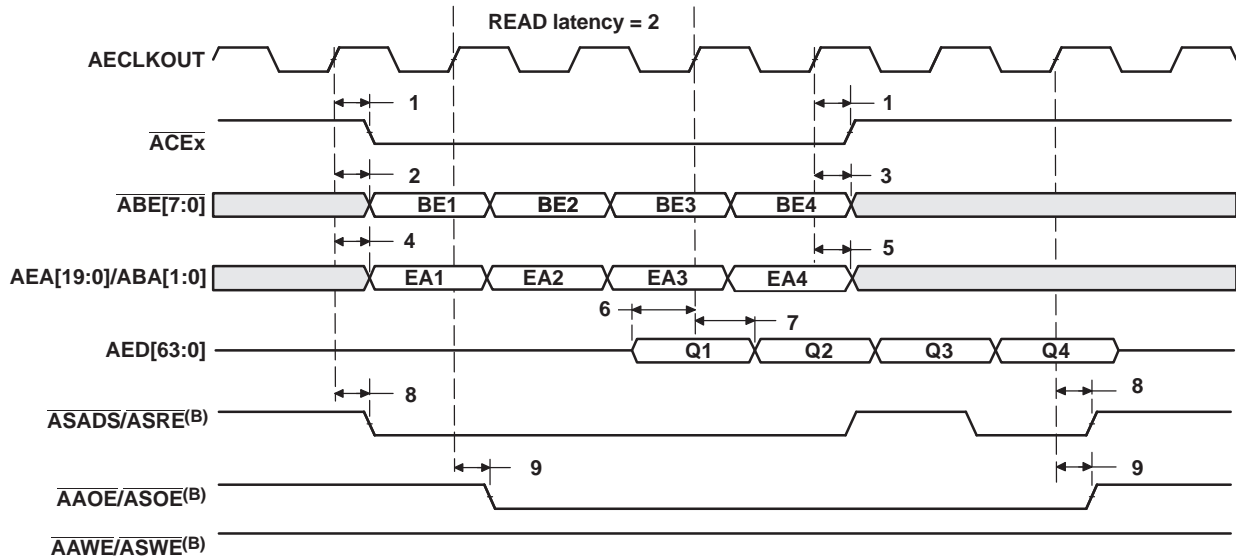 READ latency = 2
AECLKOUT
1 1
ACEx
2 3
ABE[7:0] BE1 BE2 BE3 BE4
4 5
AEA[19:0]/ABA[1:0] EA1 EA2 EA3 EA4
6 7
AED[63:0] Q1 Q2 Q3 Q4
8 8
ASADS/ASRE(B)
9 9
AAOE/ASOE(B)
AAWE/ASWE(B)